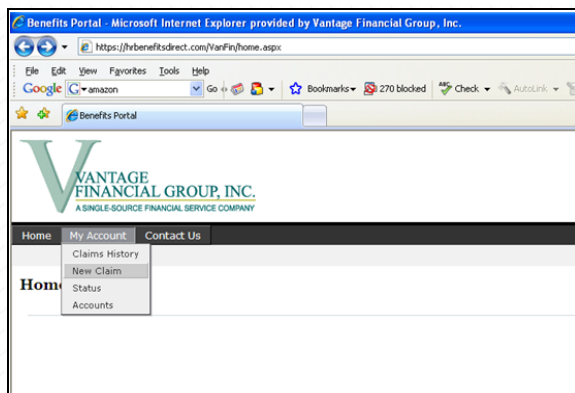 Benefits Portal - Microsoft Internet Explorer provided by Vantage Financial Group, Inc.
https://hrbenefitsdirect.com/VanFin/home.aspx
File Edit View Favorites Tools Help
Google G amazon Go Bookmarks 270 blocked ABC Check AutoLink
Benefits Portal
VANTAGE
FINANCIAL GROUP, INC.
A SINGLE-SOURCE FINANCIAL SERVICE COMPANY
Home My Account Contact Us
Claims History
New Claim
Home
Status
Accounts